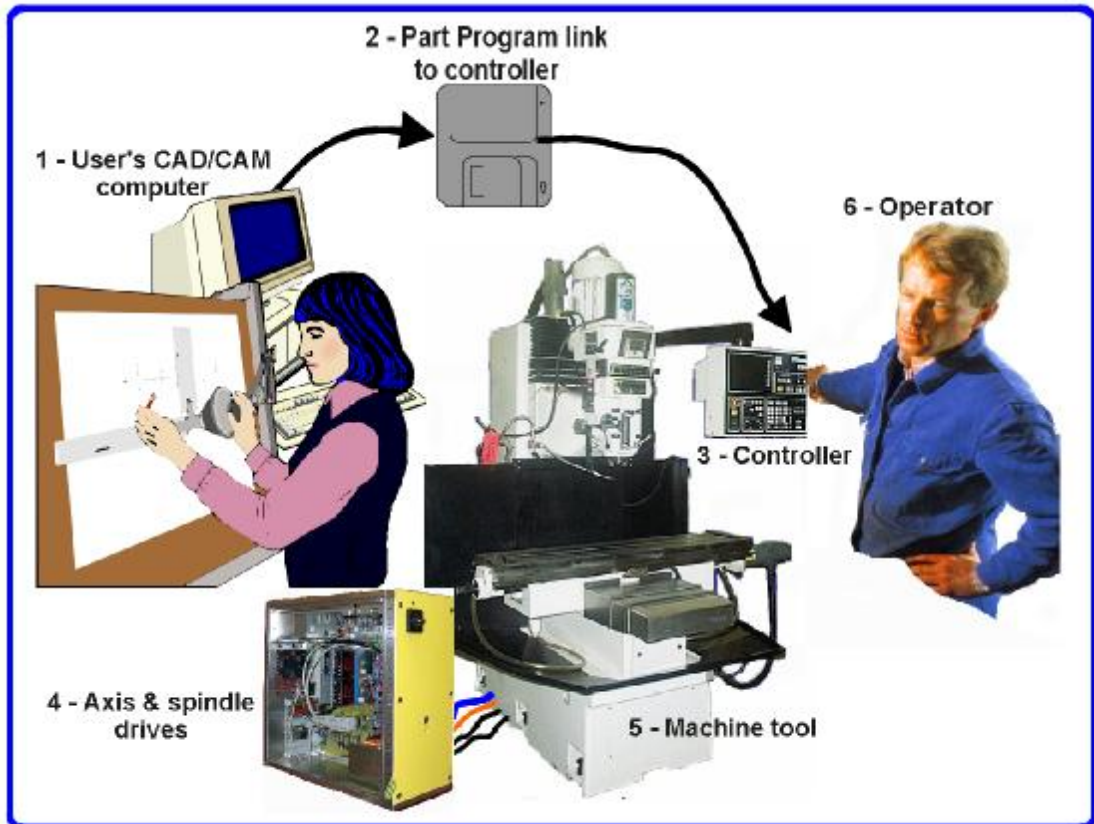 2 - Part Program link
to controller
1 - User's CAD/CAM
computer
6 - Operator
3 - Controller
4 - Axis & spindle
drives
5 - Machine tool